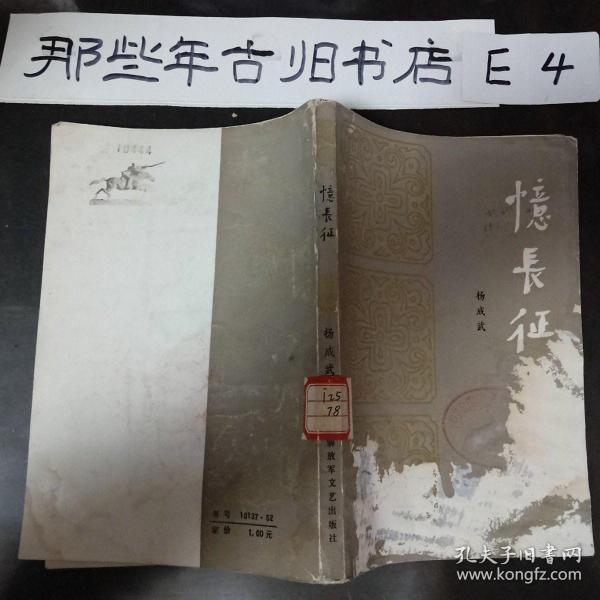 那些年古旧书店 E 4
10444
憶長征
杨成武
i25
78
解放军文艺出版社
书号 10137·52
定价 1.00元
憶長征
杨成武
孔夫子旧书网
www.kongfz.com